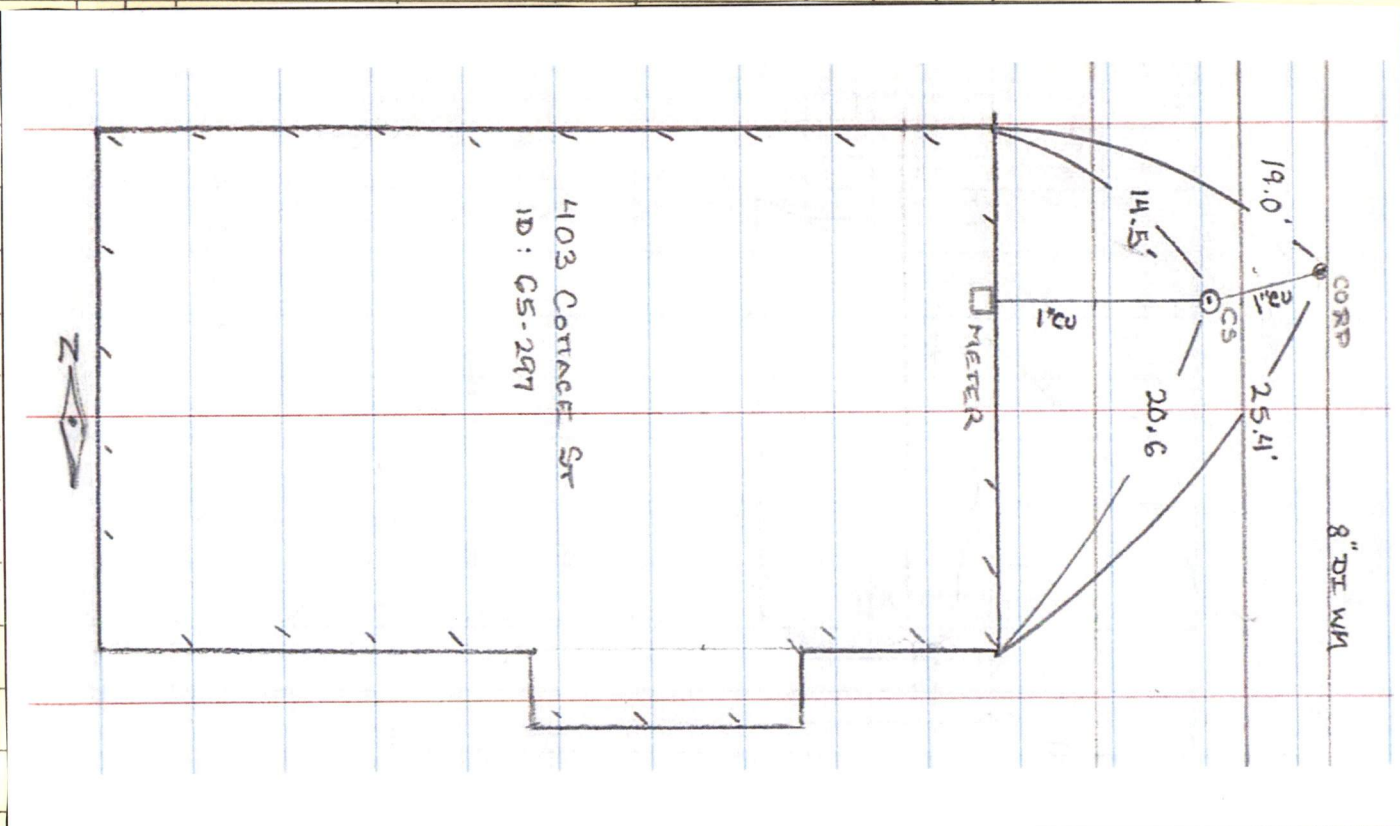 403 COTTAGE ST
ID: 65-297
METER
1"CU
CS
1"CU
CORP
14.5'
19.0'
20.6
25.4'
8" DI WM
N